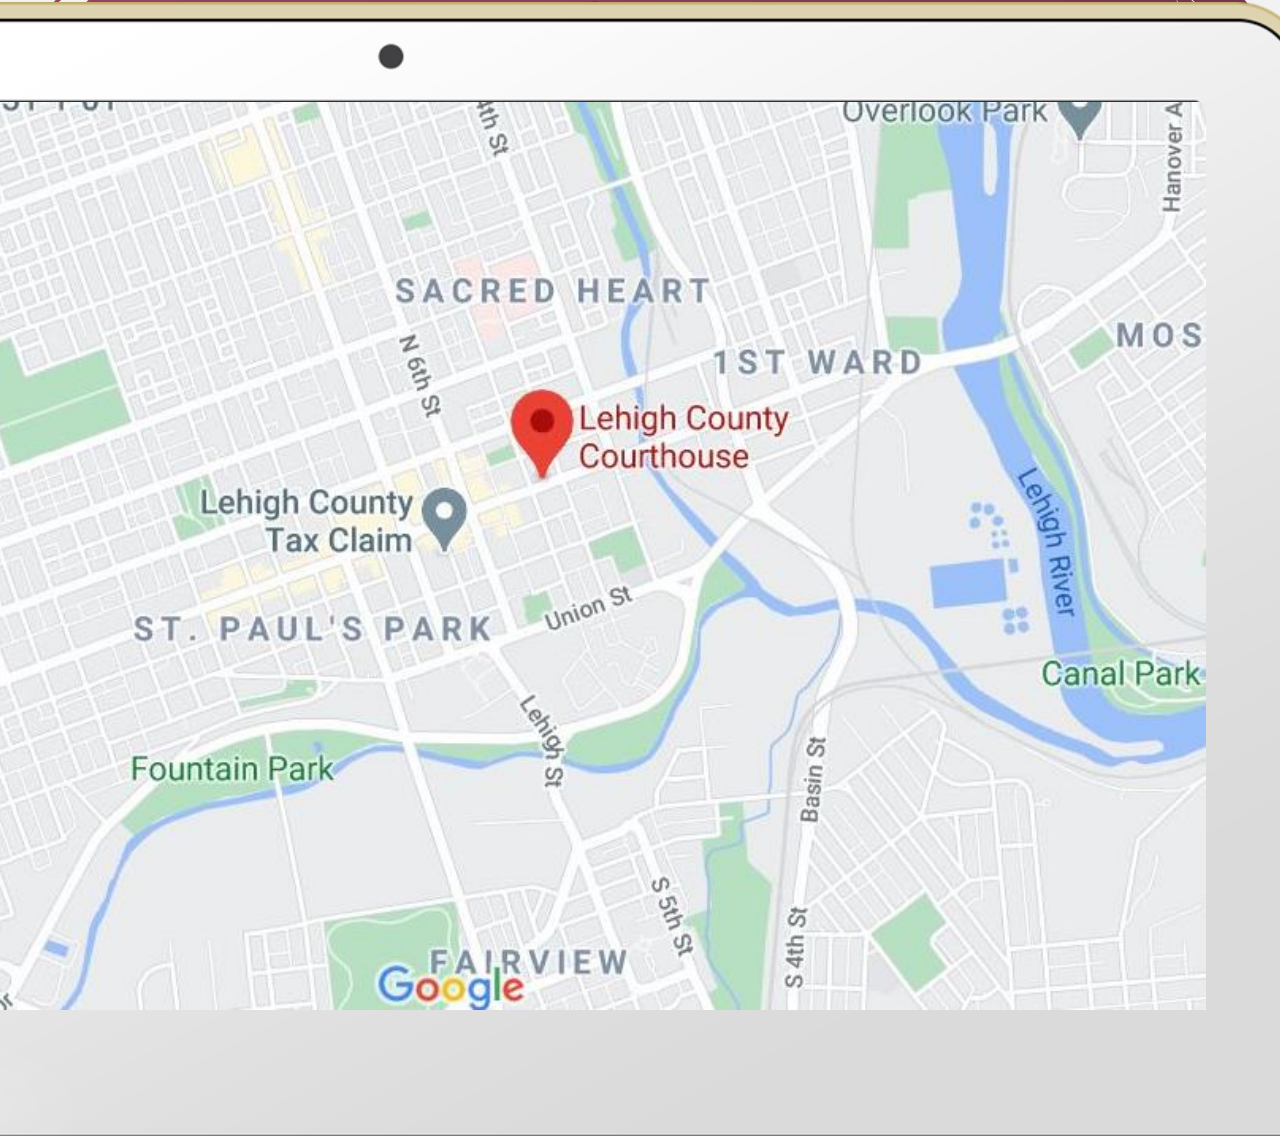 Overlook Park
4th St
Hanover A
SACRED HEART
N 6th St
1ST WARD
MOS
Lehigh County
Courthouse
Lehigh County
Tax Claim
Lehigh River
Union St
ST. PAUL'S PARK
Canal Park
Lehigh St
Fountain Park
Basin St
S 5th St
S 4th St
FAIRVIEW
Google